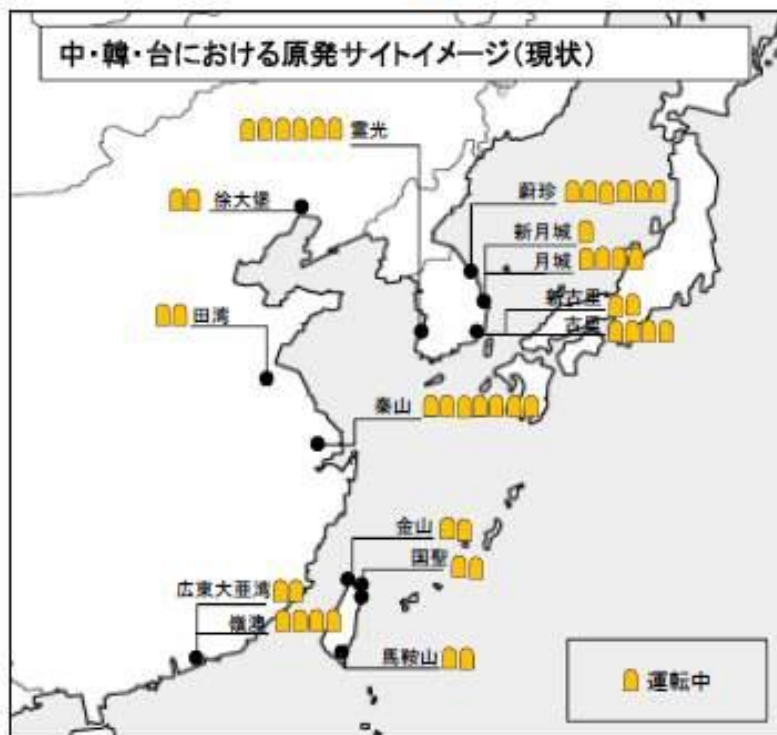 中・韓・台における原発サイトイメージ(現状)
霊光
徐大堡
蔚珍
新月城
月城
田湾
新古里
古里
秦山
金山
国聖
広東大亜湾
嶺澳
馬鞍山
運転中